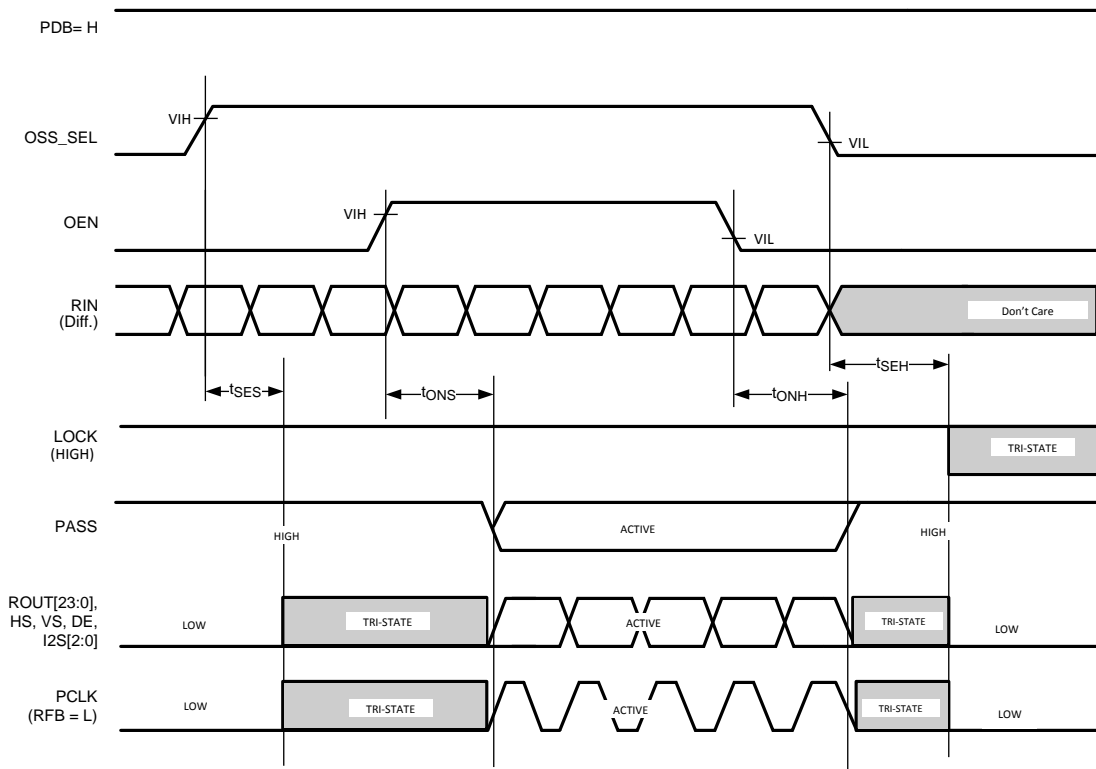 PDB= H
OSS_SEL
VIH
VIL
OEN
VIH
VIL
RIN
(Diff.)
Don't Care
tSES
tONS
tONH
tSEH
LOCK
(HIGH)
TRI-STATE
PASS
HIGH
ACTIVE
HIGH
ROUT[23:0],
HS, VS, DE,
I2S[2:0]
LOW
TRI-STATE
ACTIVE
TRI-STATE
LOW
PCLK
(RFB = L)
LOW
TRI-STATE
ACTIVE
TRI-STATE
LOW